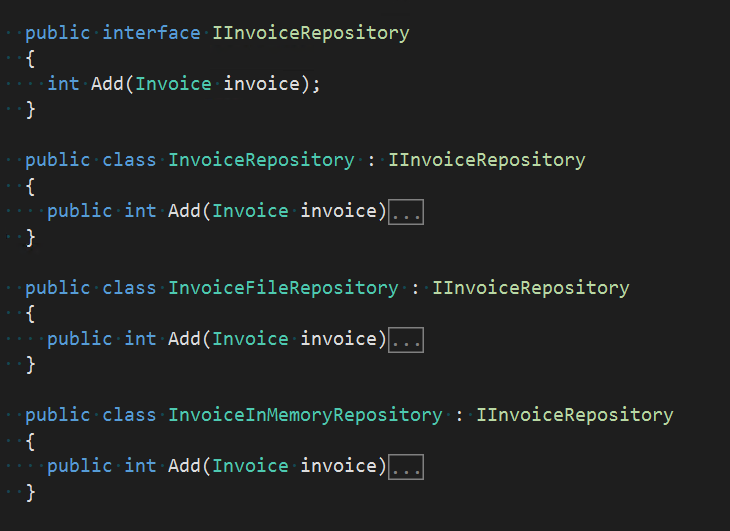 public interface IInvoiceRepository
{
int Add(Invoice invoice);
}
public class InvoiceRepository : IInvoiceRepository
{
public int Add(Invoice invoice)...
}
public class InvoiceFileRepository : IInvoiceRepository
{
public int Add(Invoice invoice)...
}
public class InvoiceInMemoryRepository : IInvoiceRepository
{
public int Add(Invoice invoice)...
}